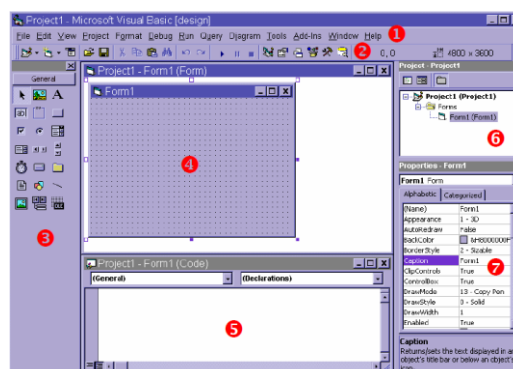 Project1 - Microsoft Visual Basic [design]
File Edit View Project Format Debug Run Query Diagram Tools Add-Ins Window Help 1
2 0, 0 4800 x 3600
General
A
3
Project1 - Form1 (Form)
Form1
4
Project1 - Form1 (Code)
(General) (Declarations)
5
Project - Project1
Project1 (Project1)
Forms
Form1 (Form1)
6
Properties - Form1
Form1 Form
Alphabetic Categorized
(Name) Form1
Appearance 1 - 3D
AutoRedraw False
BackColor &H8000000F
BorderStyle 2 - Sizable
Caption Form1
ClipControls True
ControlBox True
DrawMode 13 - Copy Pen
DrawStyle 0 - Solid
DrawWidth 1
Enabled True
7
Caption
Returns/sets the text displayed in an
object's title bar or below an object's
icon.